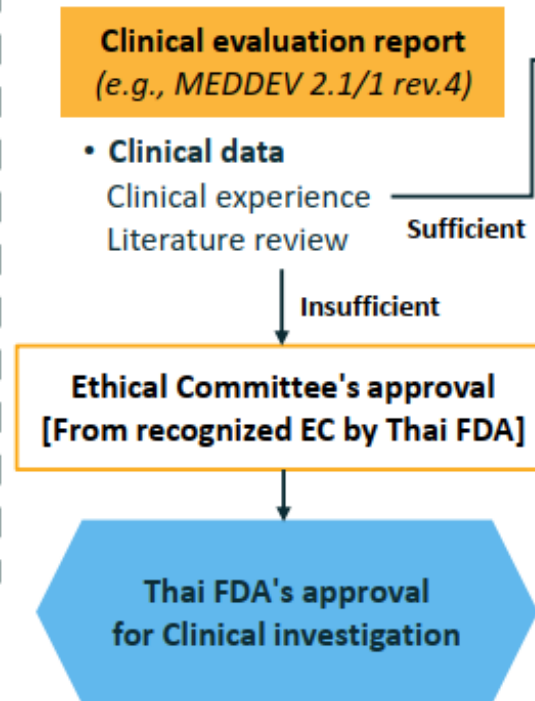 Clinical evaluation report
(e.g., MEDDEV 2.1/1 rev.4)
• Clinical data
Clinical experience
Literature review
Sufficient
Insufficient
Ethical Committee's approval
[From recognized EC by Thai FDA]
Thai FDA's approval
for Clinical investigation